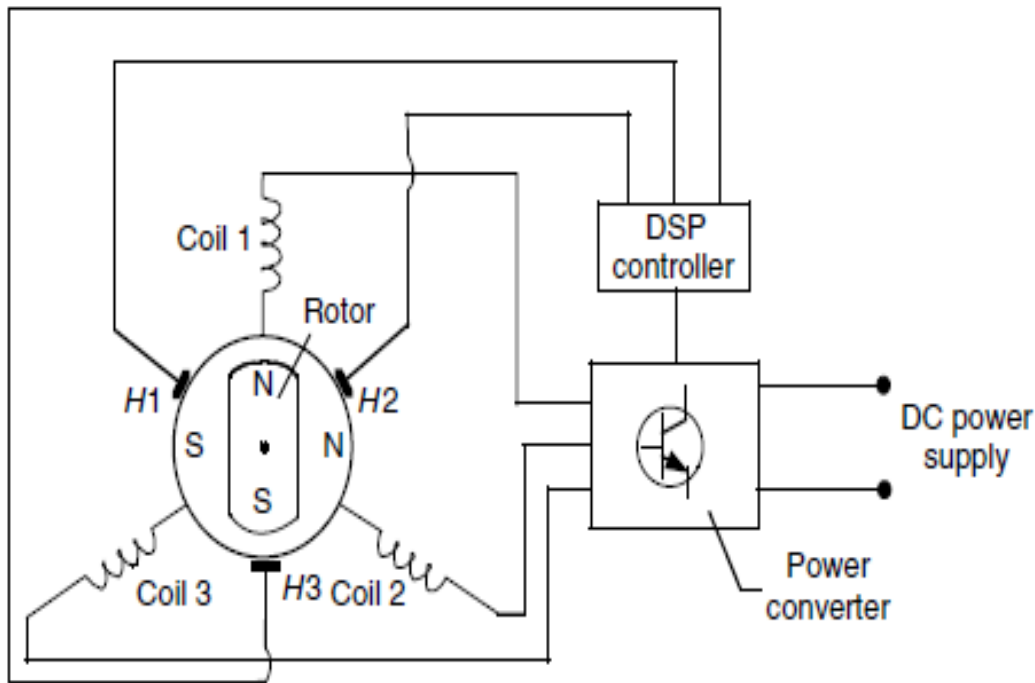 DSP
controller
Coil 1
Rotor
H1
N
H2
S
N
S
DC power
supply
Coil 3
H3
Coil 2
Power
converter